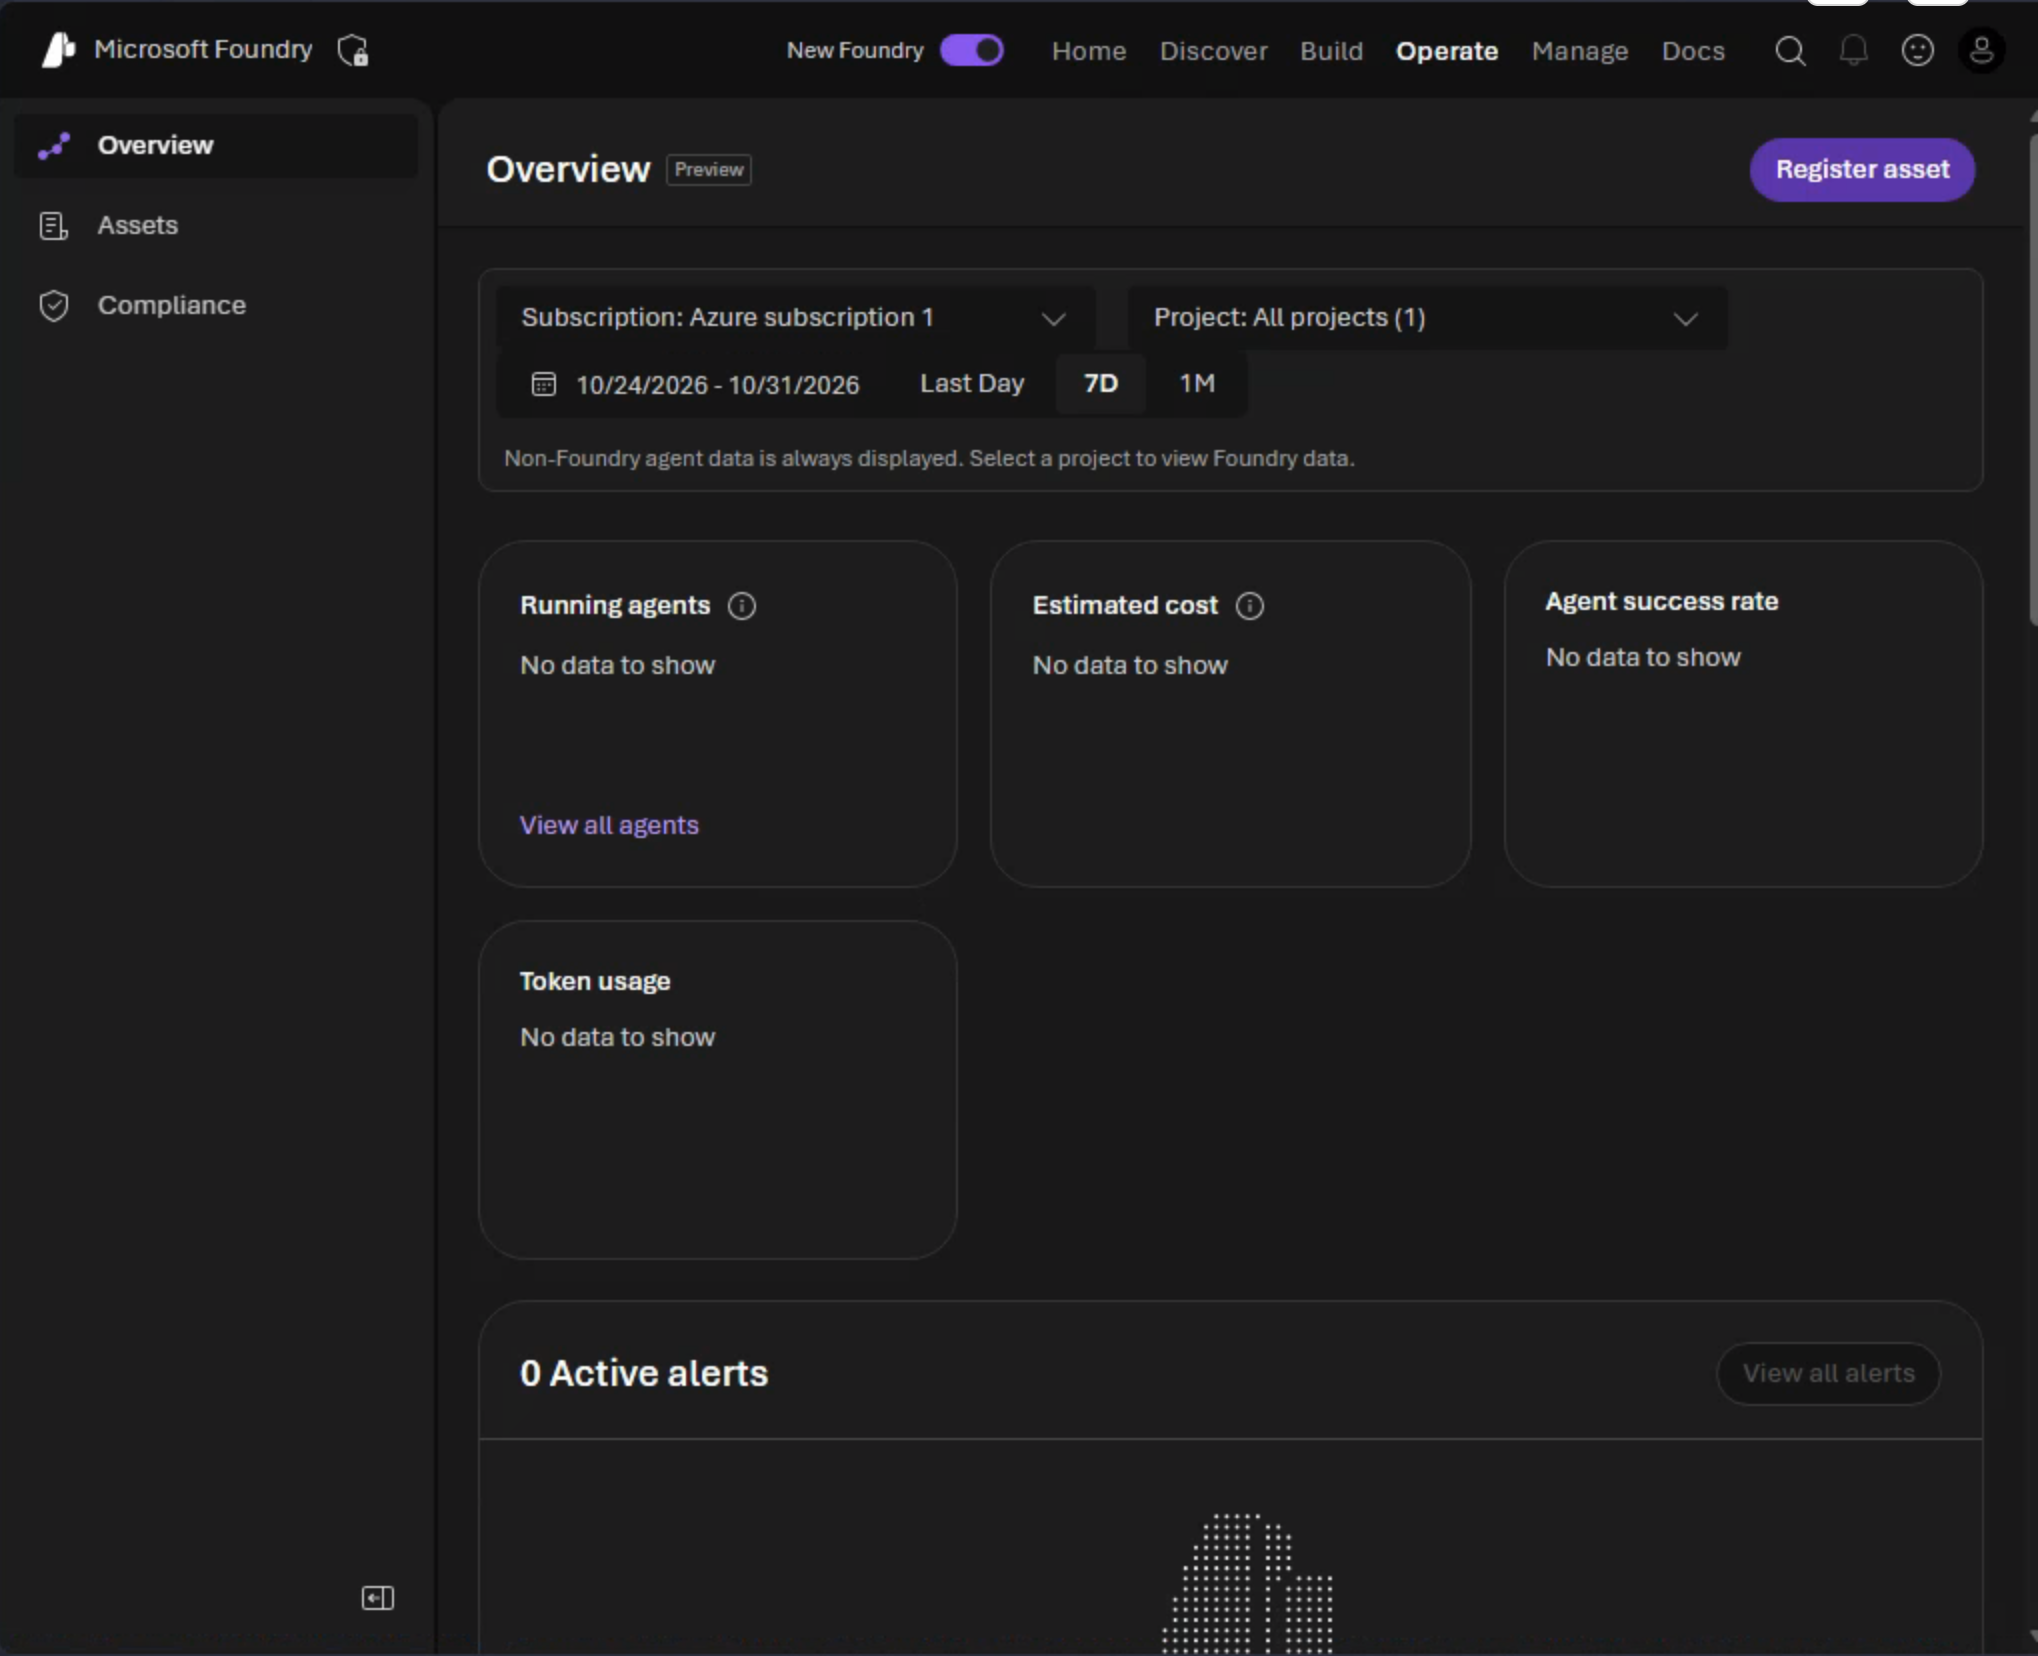 Microsoft Foundry
New Foundry Home Discover Build Operate Manage Docs
Overview
Assets
Compliance
Overview Preview
Register asset
Subscription: Azure subscription 1
Project: All projects (1)
10/24/2026 - 10/31/2026 Last Day 7D 1M
Non-Foundry agent data is always displayed. Select a project to view Foundry data.
Running agents
No data to show
View all agents
Estimated cost
No data to show
Agent success rate
No data to show
Token usage
No data to show
0 Active alerts
View all alerts